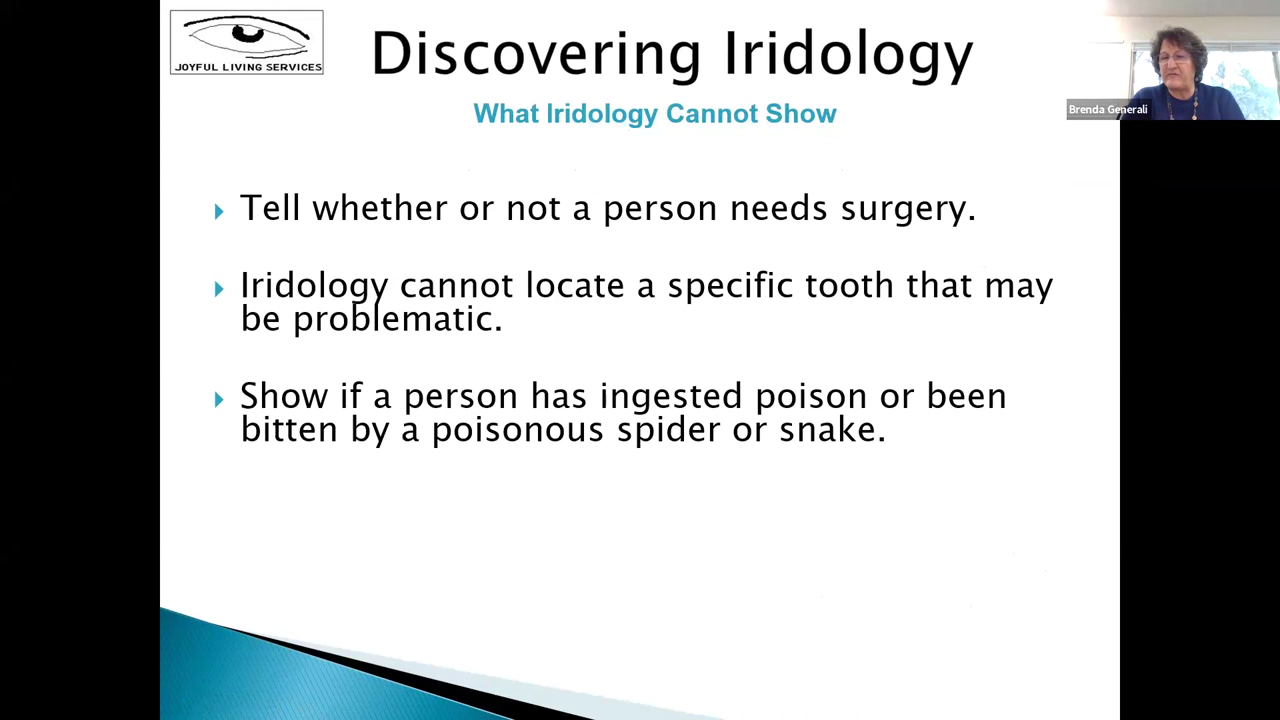 JOYFUL LIVING SERVICES
Discovering Iridology
What Iridology Cannot Show
Brenda Generali
Tell whether or not a person needs surgery.
Iridology cannot locate a specific tooth that may
be problematic.
Show if a person has ingested poison or been
bitten by a poisonous spider or snake.